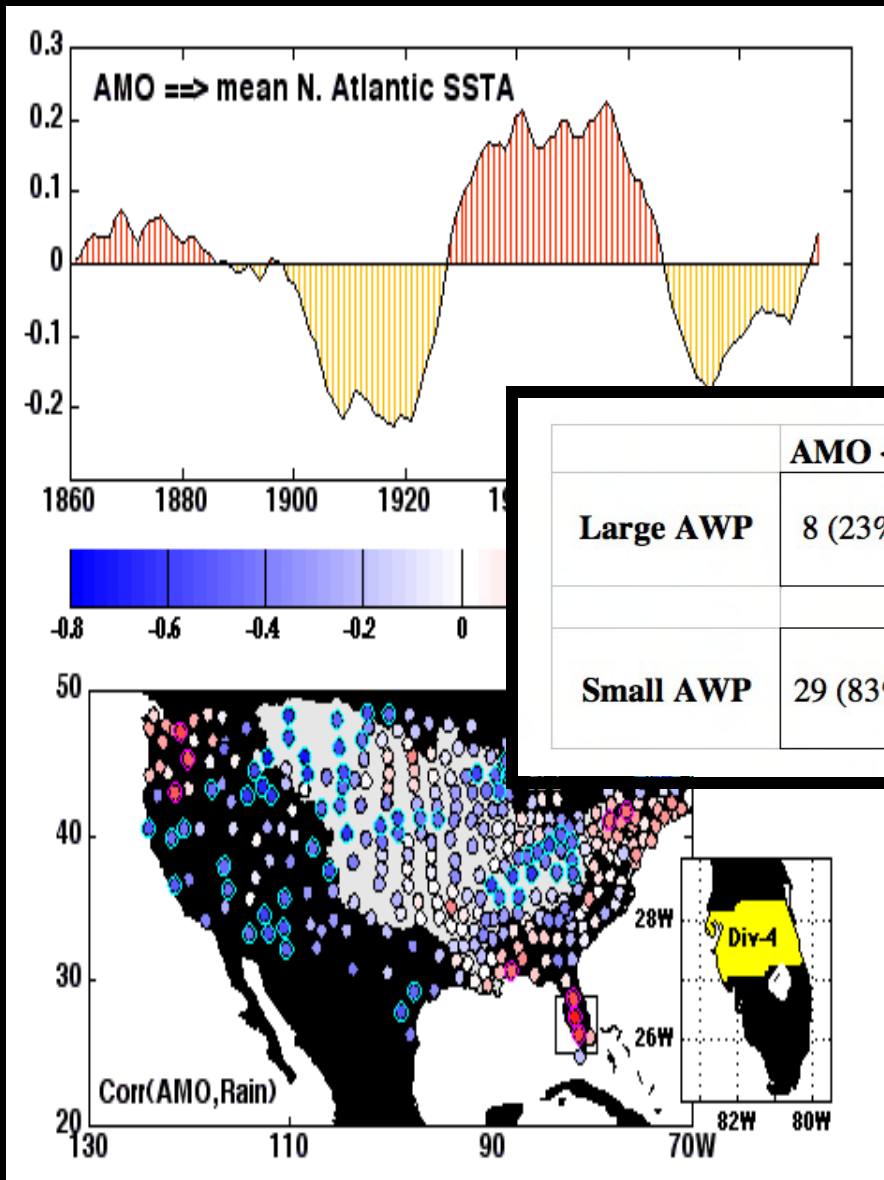 0.3
AMO ==> mean N. Atlantic SSTA
0.2
0.1
0
-0.1
-0.2
1860 1880 1900 1920
AMO
Large AWP 8 (23%
Small AWP 29 (83%
-0.8 -0.6 -0.4 -0.2 0
50
40
30
20
Corr(AMO,Rain)
130 110 90 70W
Div-4
28W
26W
82W 80W